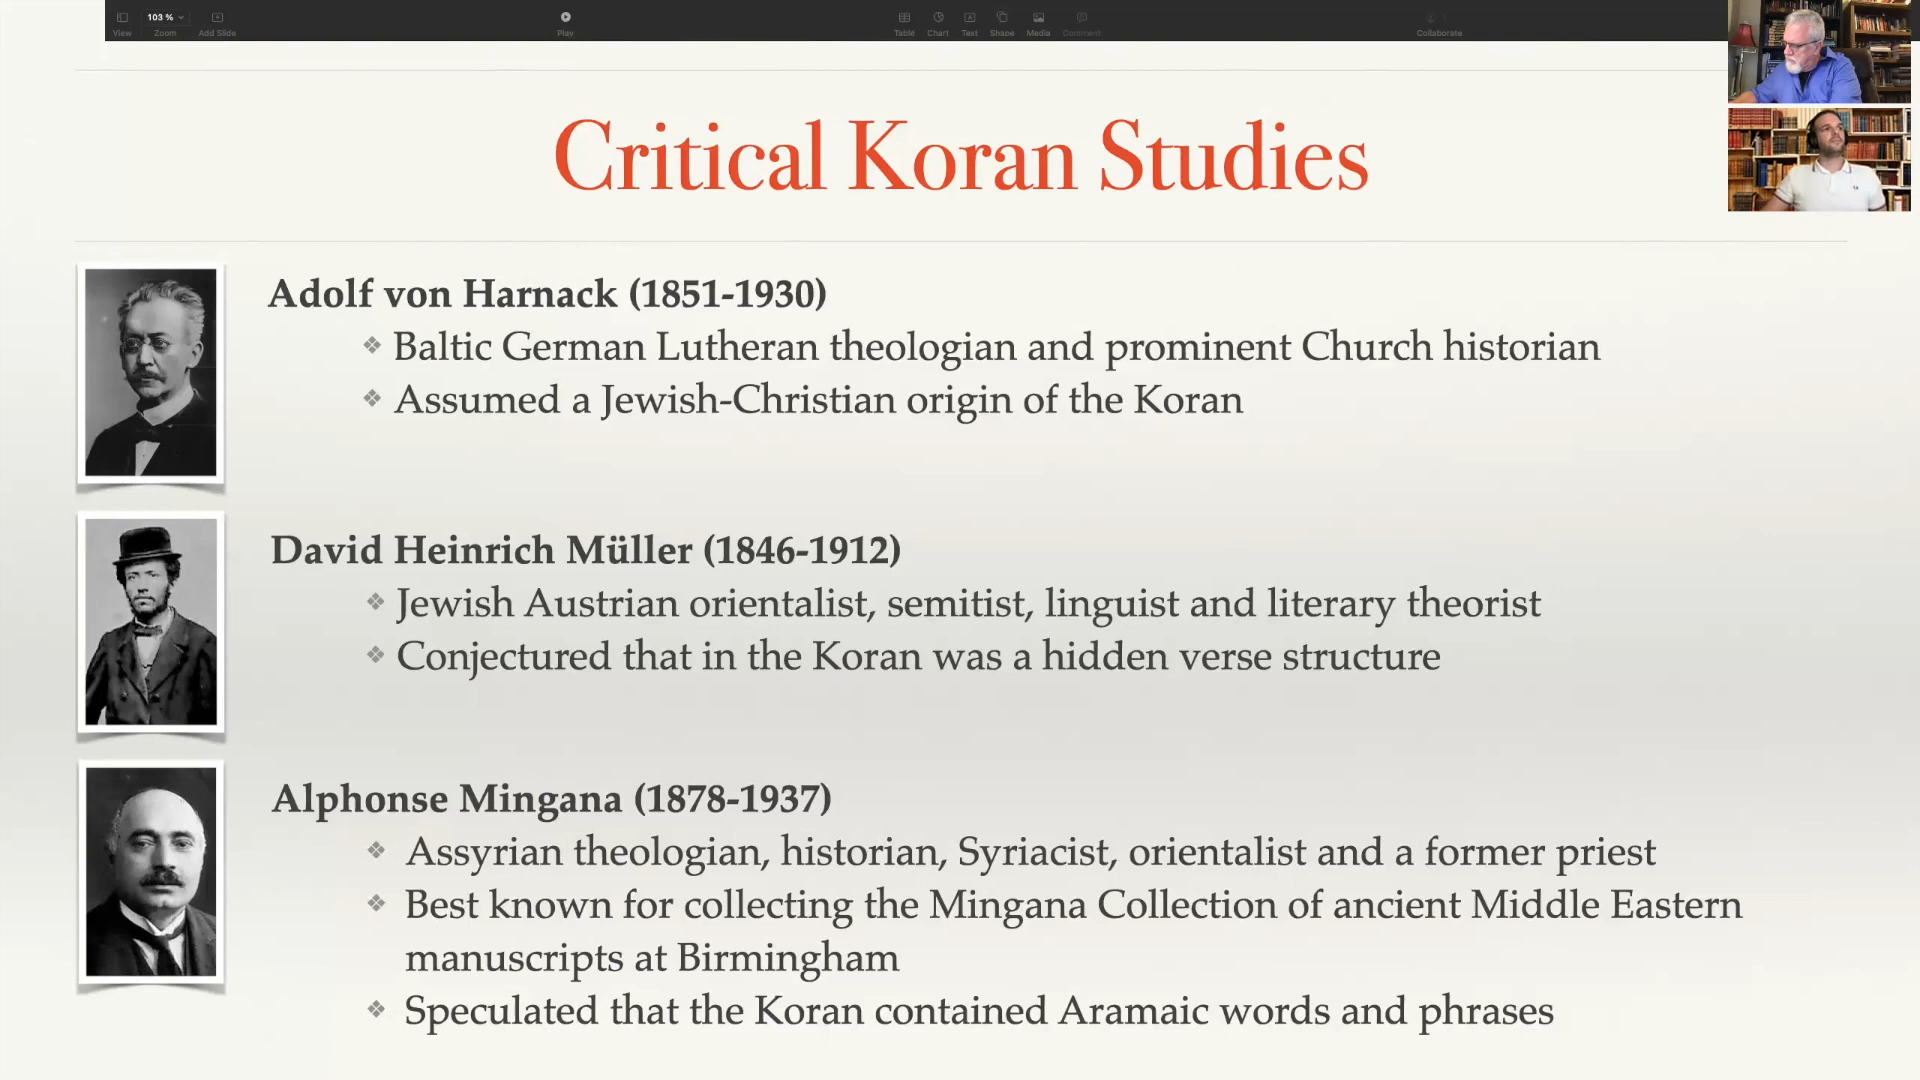 103 %
View
Zoom
Add Slide
Play
Table
Chart
Text
Shape
Media
Comment
Collaborate
Critical Koran Studies
Adolf von Harnack (1851-1930)
❖ Baltic German Lutheran theologian and prominent Church historian
❖ Assumed a Jewish-Christian origin of the Koran
David Heinrich Müller (1846-1912)
❖ Jewish Austrian orientalist, semitist, linguist and literary theorist
❖ Conjectured that in the Koran was a hidden verse structure
Alphonse Mingana (1878-1937)
❖ Assyrian theologian, historian, Syriacist, orientalist and a former priest
❖ Best known for collecting the Mingana Collection of ancient Middle Eastern
manuscripts at Birmingham
❖ Speculated that the Koran contained Aramaic words and phrases